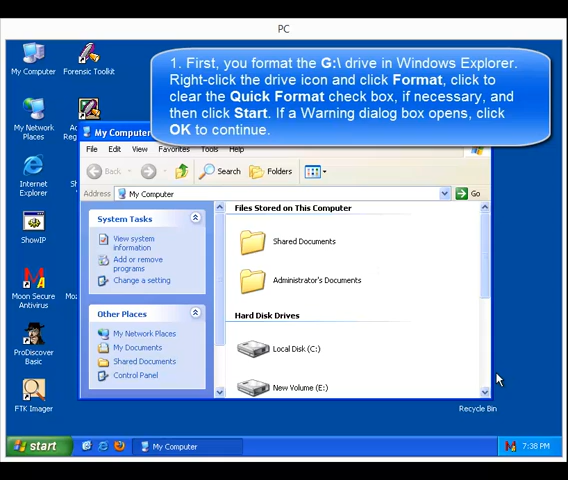 PC
My Computer
Forensic Toolkit
1. First, you format the G:\ drive in Windows Explorer.
Right-click the drive icon and click Format, click to
clear the Quick Format check box, if necessary, and
then click Start. If a Warning dialog box opens, click
OK to continue.
My Network
Places
Ac
Reg
My Computer
File Edit View Favorites Tools Help
Back Search Folders
Address My Computer Go
Internet
Explorer
Sh
System Tasks
View system
information
Add or remove
programs
Change a setting
Other Places
My Network Places
My Documents
Shared Documents
Control Panel
Files Stored on This Computer
Shared Documents
Administrator's Documents
Hard Disk Drives
Local Disk (C:)
New Volume (E:)
ShowIP
Moon Secure
Antivirus
Moz
ProDiscover
Basic
FTK Imager
Recycle Bin
start My Computer 7:38 PM